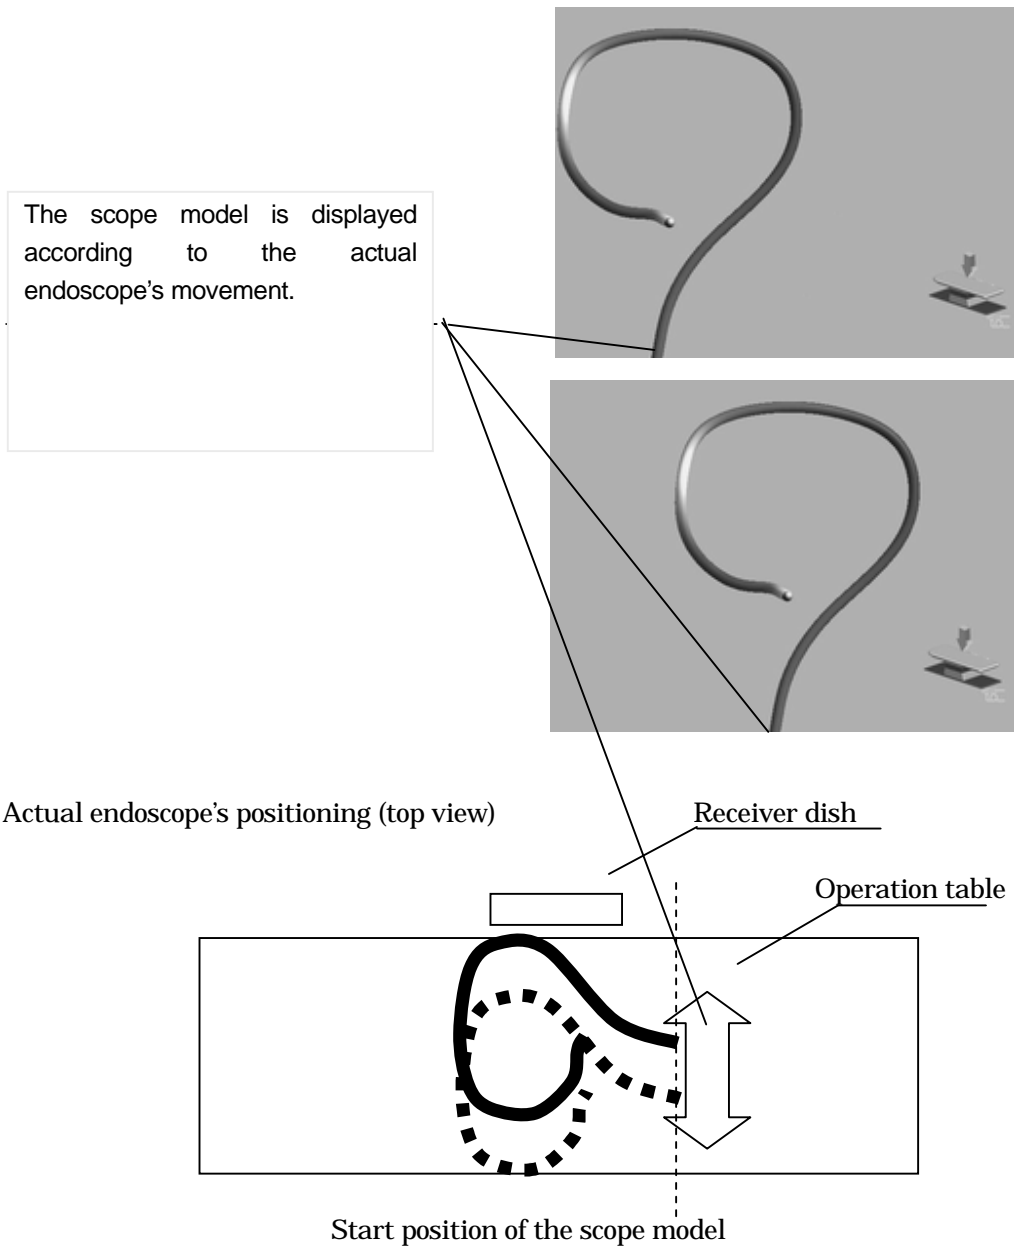 The scope model is displayed
according to the actual
endoscope's movement.
Actual endoscope's positioning (top view)
Receiver dish
Operation table
Start position of the scope model